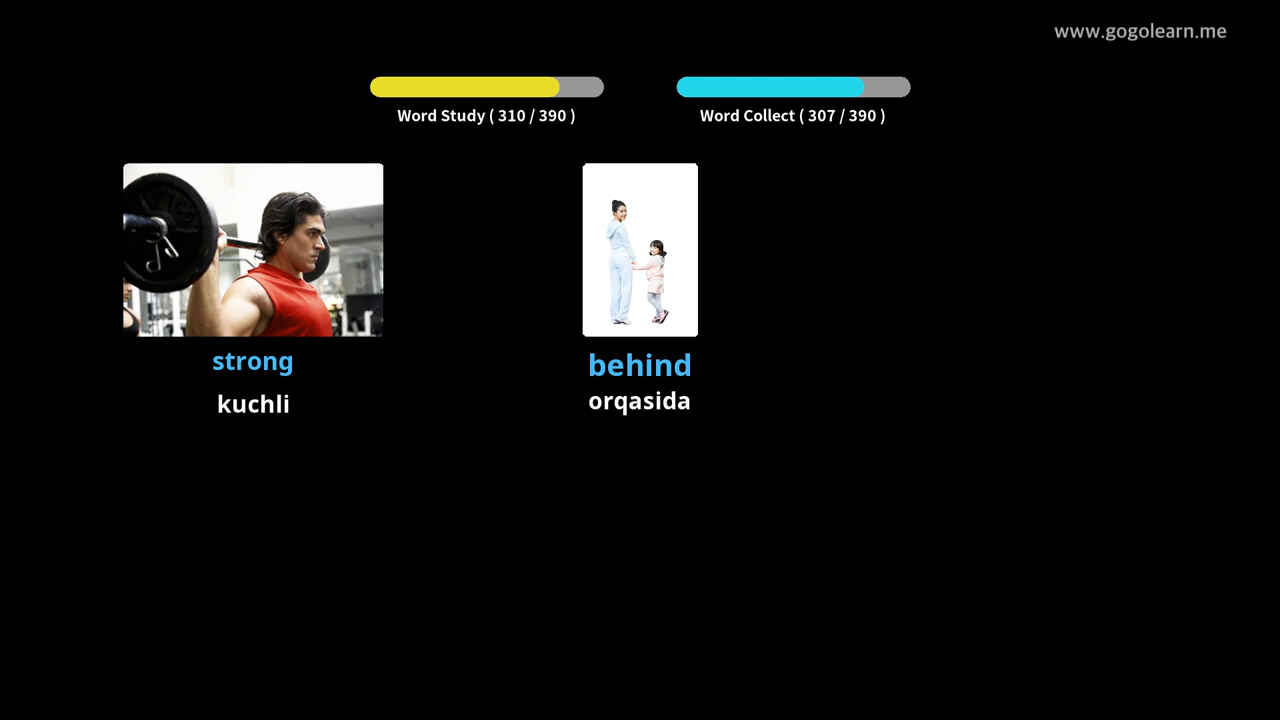 www.gogolearn.me
Word Study ( 310 / 390 )
Word Collect ( 307 / 390 )
strong
kuchli
behind
orqasida